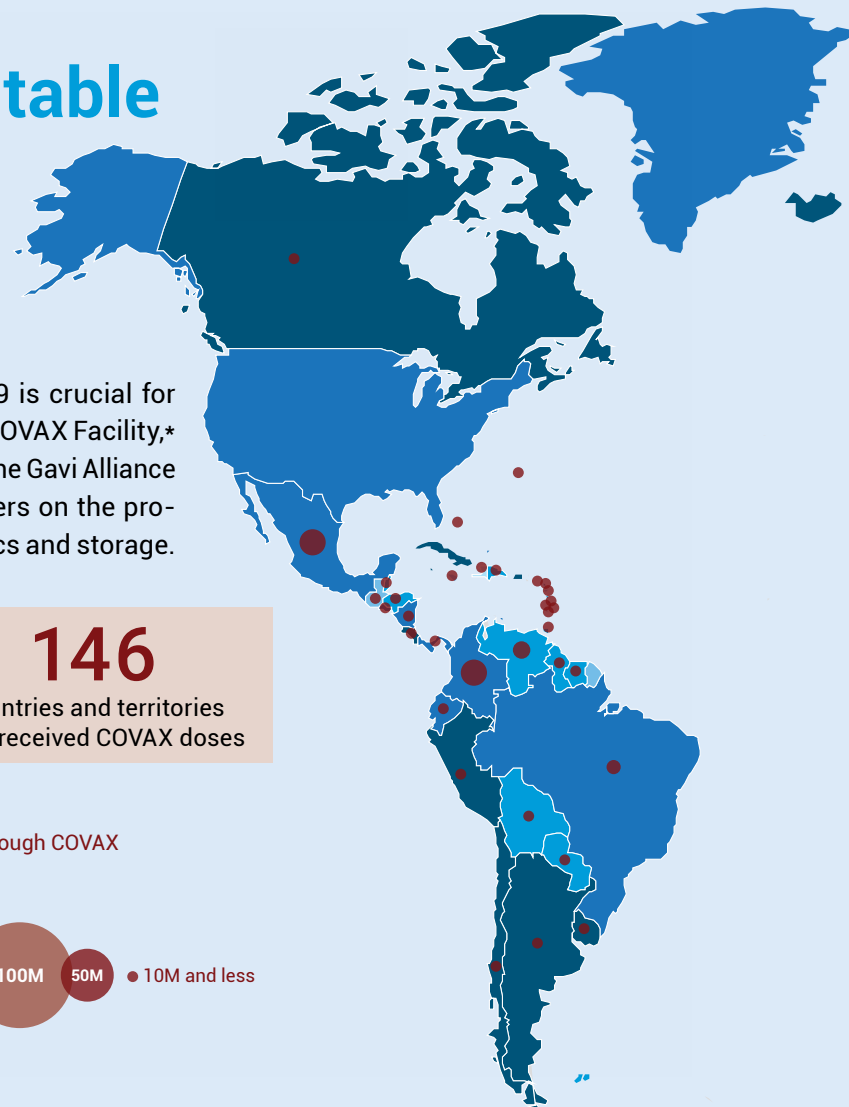 table
9 is crucial for
OVAX Facility,*
he Gavi Alliance
ers on the pro-
cs and storage.
146
ntries and territories
received COVAX doses
ough COVAX
100M
50M
10M and less